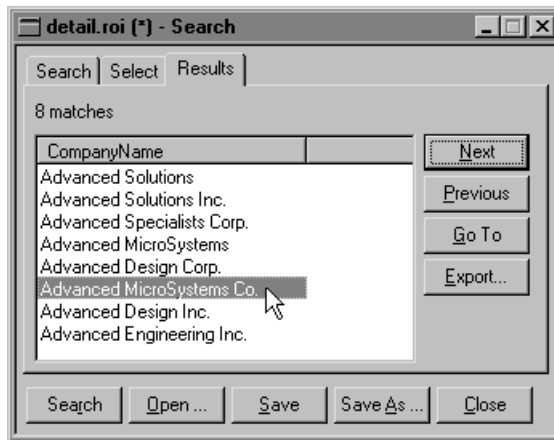 detail.roi (*) - Search
Search Select Results
8 matches
CompanyName
Advanced Solutions
Advanced Solutions Inc.
Advanced Specialists Corp.
Advanced MicroSystems
Advanced Design Corp.
Advanced MicroSystems Co.
Advanced Design Inc.
Advanced Engineering Inc.
Next
Previous
Go To
Export...
Search Open ... Save Save As ... Close